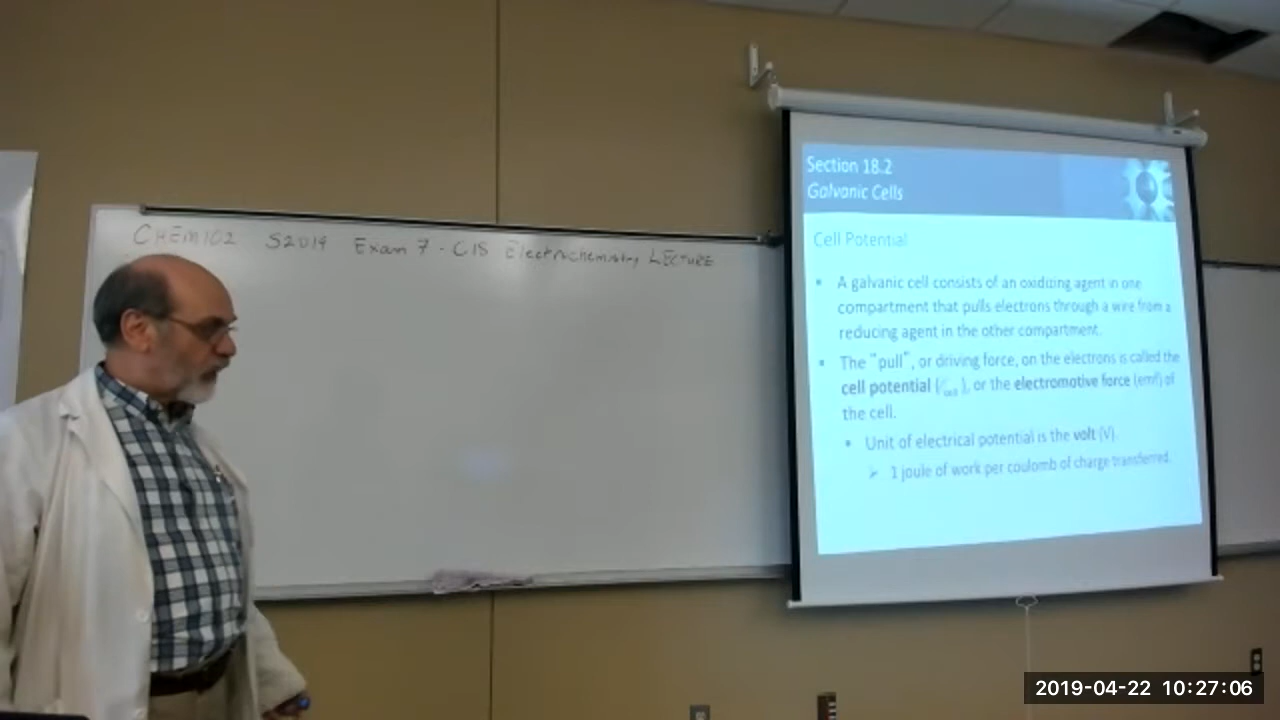 CHEM102 S2019 Exam 7 - C18 Electrochemistry LECTURE
Section 18.2
Galvanic Cells
Cell Potential
• A galvanic cell consists of an oxidizing agent in one
compartment that pulls electrons through a wire from a
reducing agent in the other compartment.
• The “pull”, or driving force, on the electrons is called the
cell potential (ℰcell), or the electromotive force (emf) of
the cell.
▪ Unit of electrical potential is the volt (V).
➢ 1 joule of work per coulomb of charge transferred.
2019-04-22 10:27:06